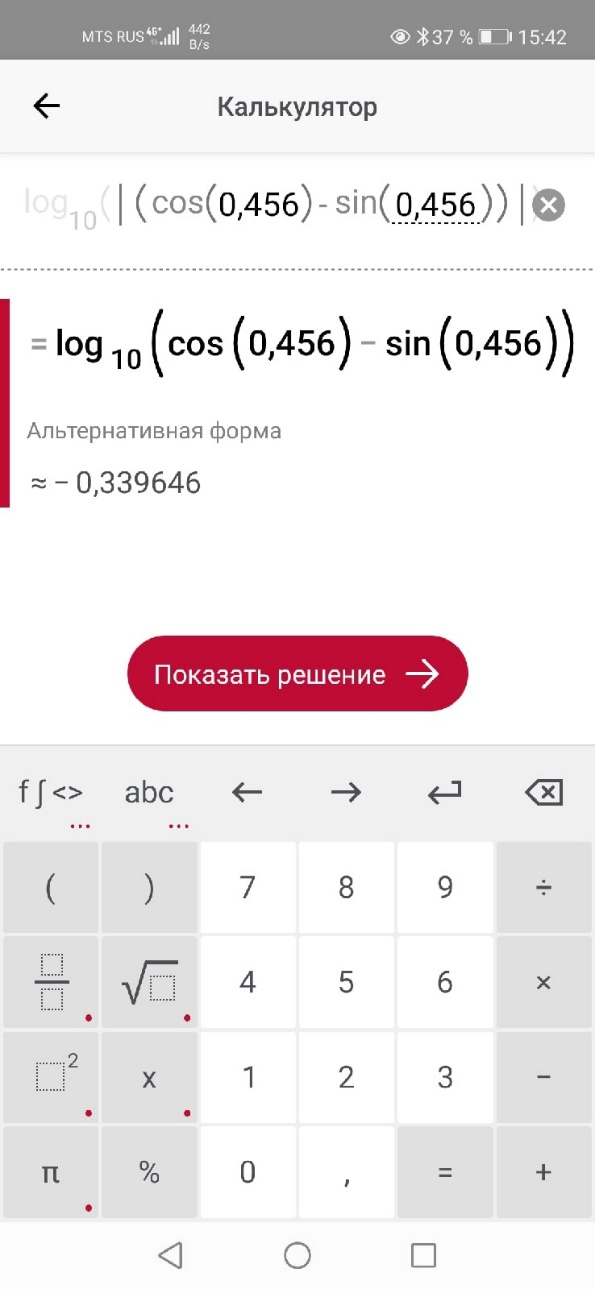 MTS RUS 4G+ 442 B/s 37 % 15:42
Калькулятор
log10(|(cos(0,456)-sin(0,456))|)
= log 10 (cos (0,456) − sin (0,456))
Альтернативная форма
≈ − 0,339646
Показать решение →
f ∫ <> abc ← → ↵ ⌫
... ...
( ) 7 8 9 ÷
√ 4 5 6 ×
2 x 1 2 3 −
π % 0 , = +